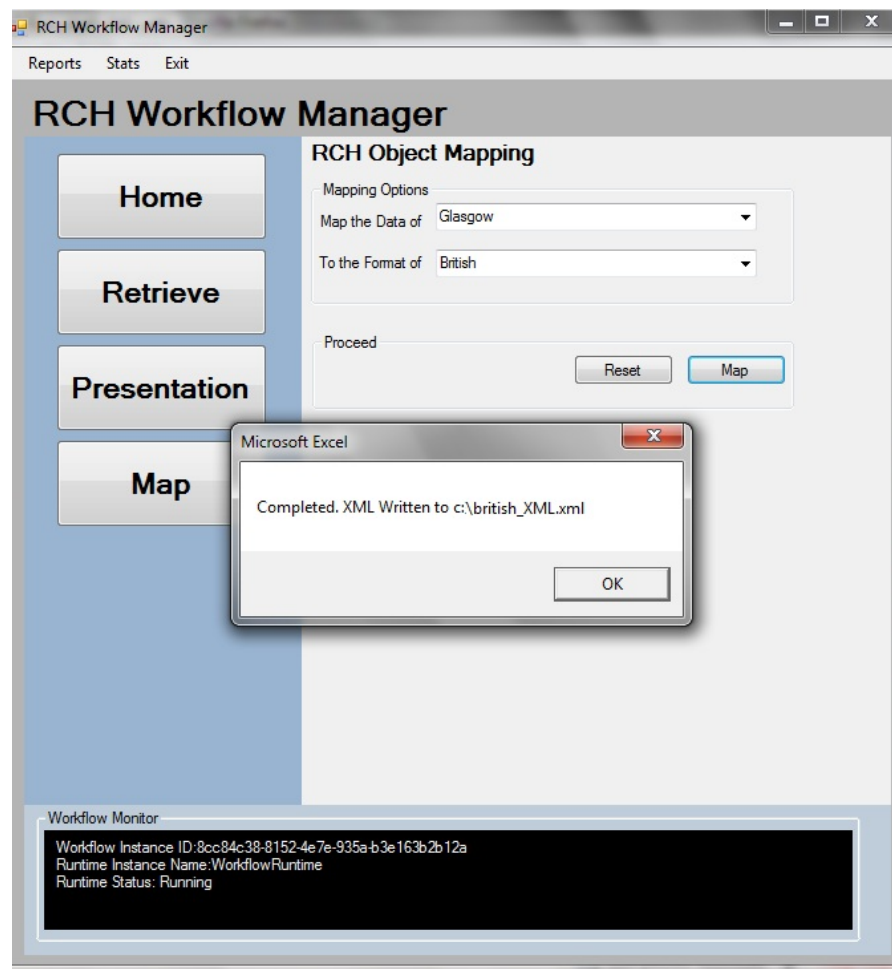 RCH Workflow Manager
Reports Stats Exit
RCH Workflow Manager
Home
Retrieve
Presentation
Map
RCH Object Mapping
Mapping Options
Map the Data of Glasgow
To the Format of British
Proceed
Reset Map
Microsoft Excel
Completed. XML Written to c:\british_XML.xml
OK
Workflow Monitor
Workflow Instance ID:8cc84c38-8152-4e7e-935a-b3e163b2b12a
Runtime Instance Name:WorkflowRuntime
Runtime Status: Running